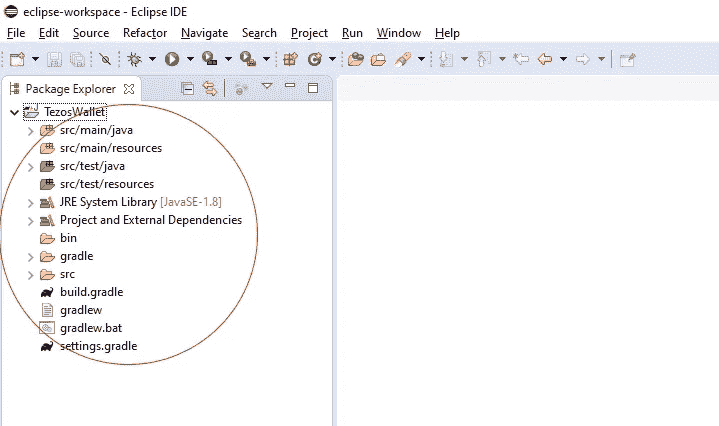 eclipse-workspace - Eclipse IDE
File Edit Source Refactor Navigate Search Project Run Window Help
Package Explorer
TezosWallet
src/main/java
src/main/resources
src/test/java
src/test/resources
JRE System Library [JavaSE-1.8]
Project and External Dependencies
bin
gradle
src
build.gradle
gradlew
gradlew.bat
settings.gradle